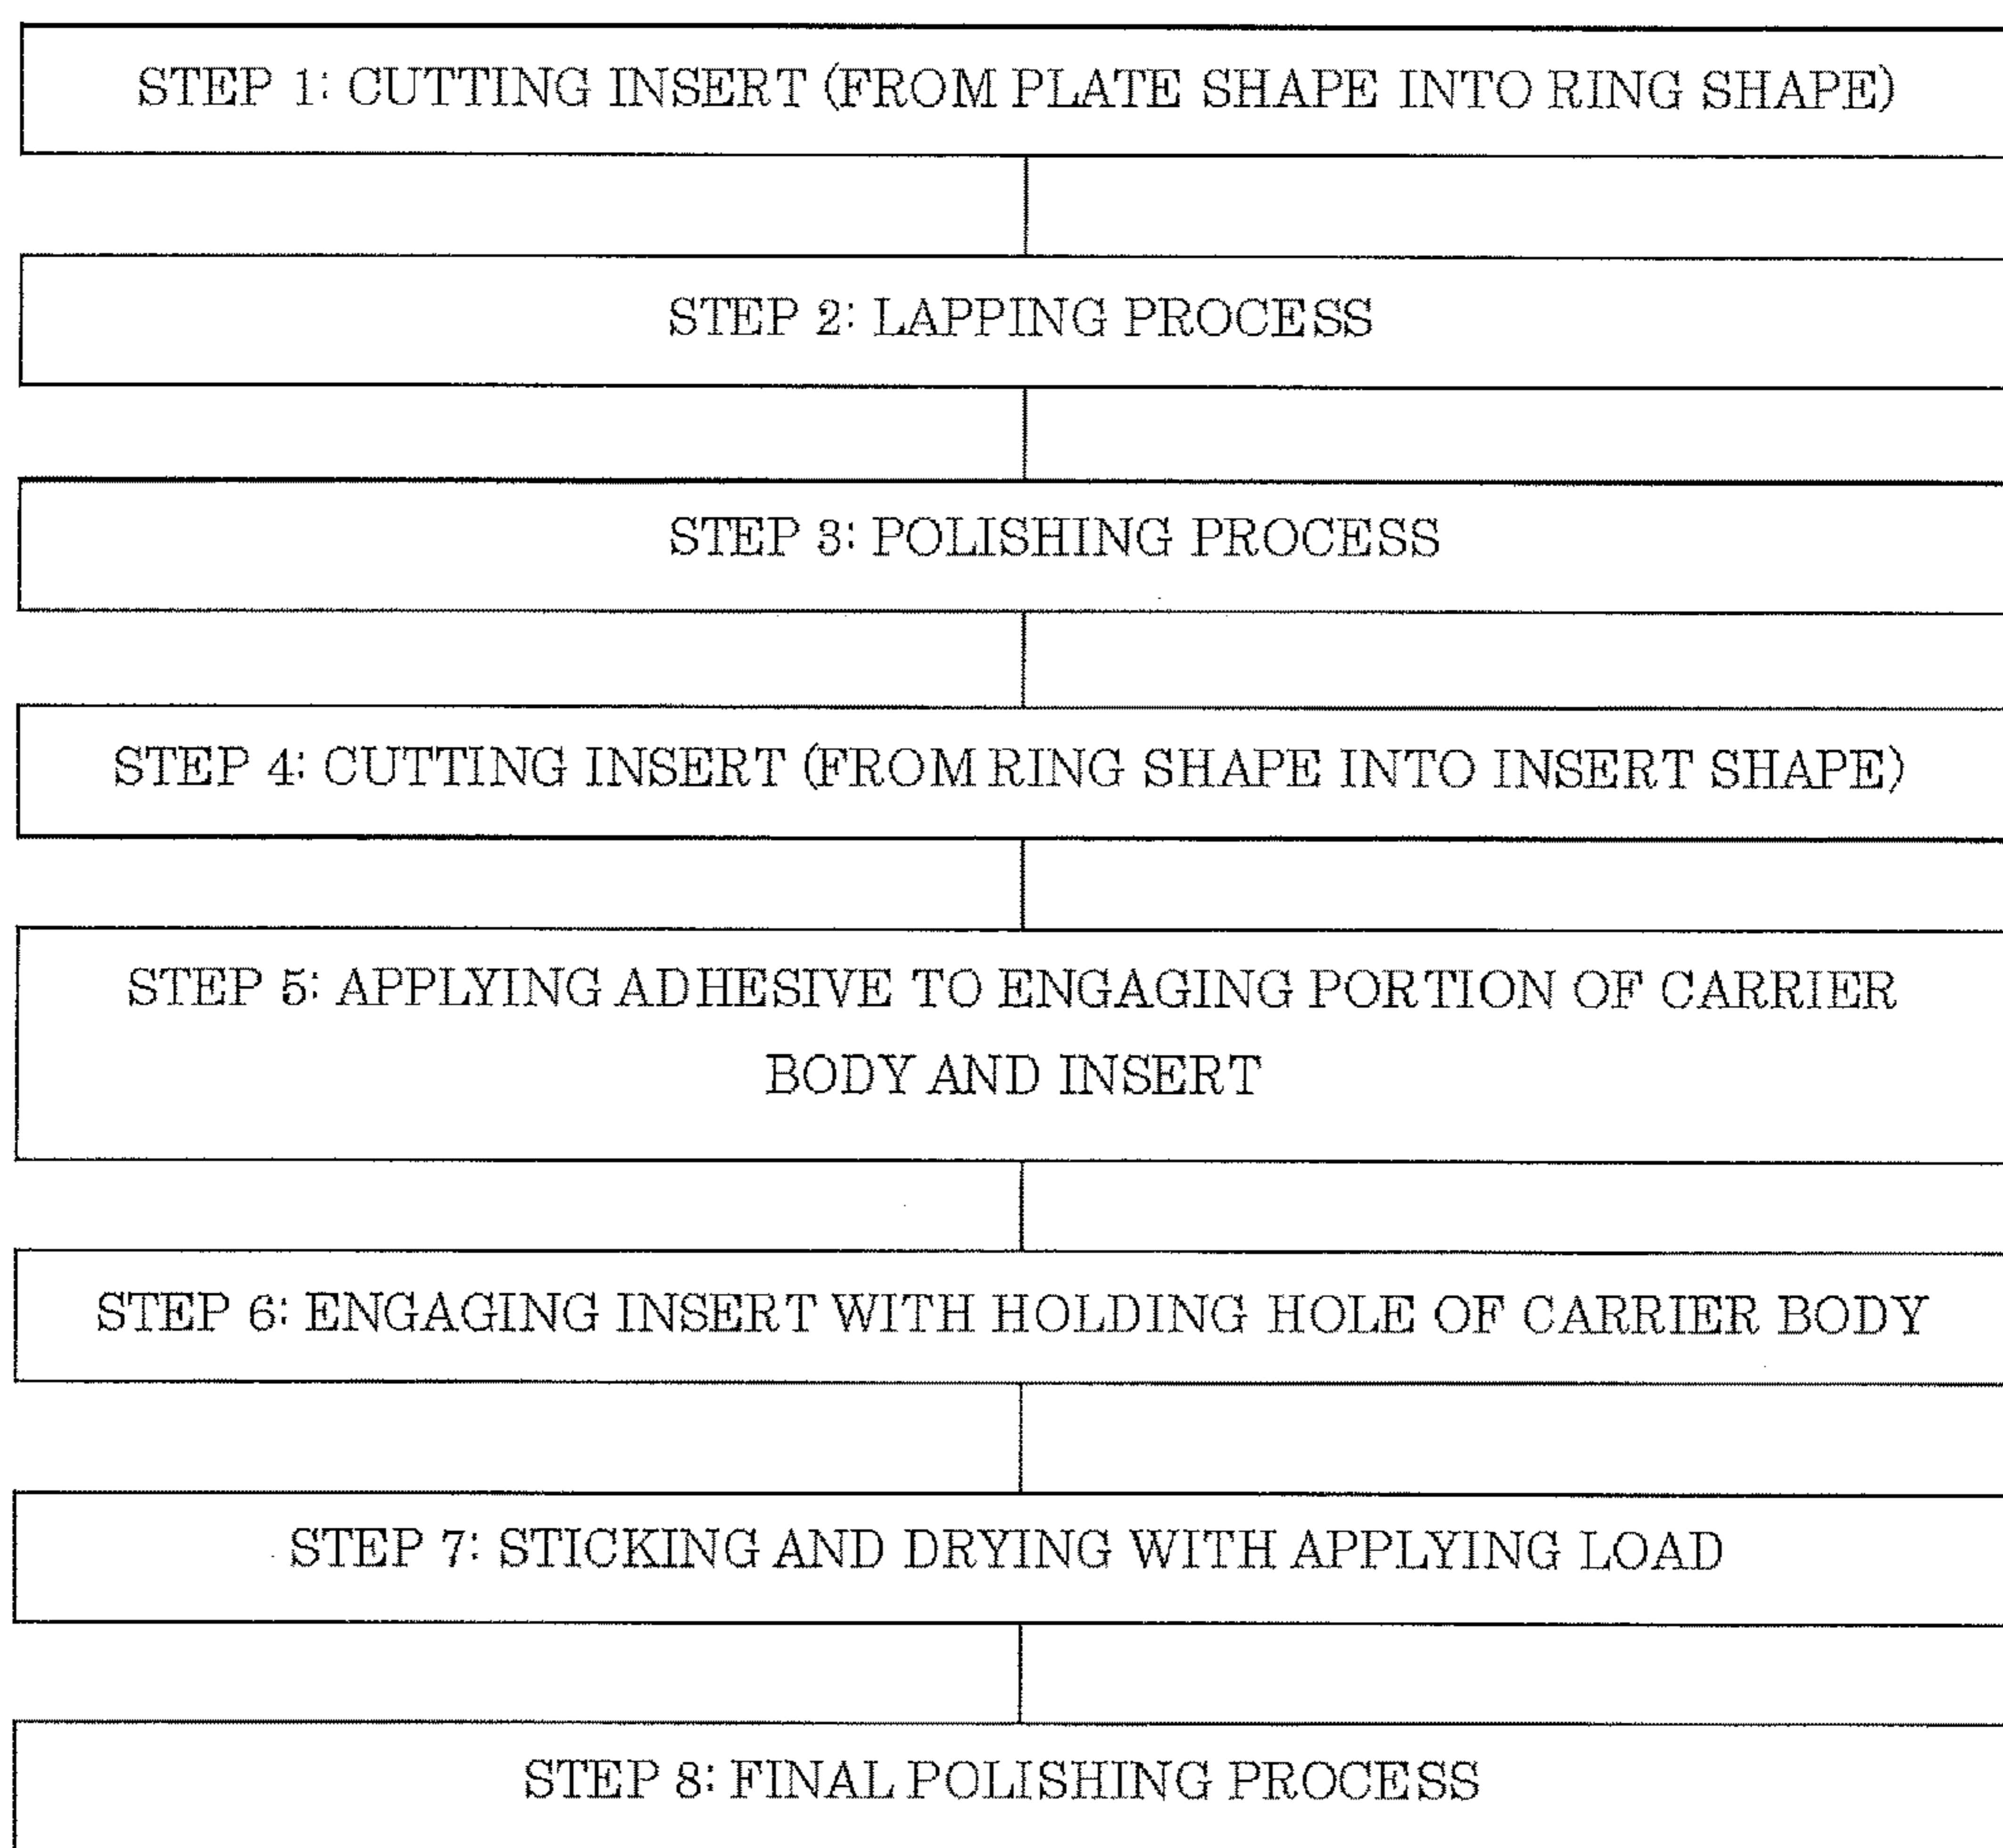 STEP 1: CUTTING INSERT (FROM PLATE SHAPE INTO RING SHAPE)
STEP 2: LAPPING PROCESS
STEP 3: POLISHING PROCESS
STEP 4: CUTTING INSERT (FROM RING SHAPE INTO INSERT SHAPE)
STEP 5: APPLYING ADHESIVE TO ENGAGING PORTION OF CARRIER
BODY AND INSERT
STEP 6: ENGAGING INSERT WITH HOLDING HOLE OF CARRIER BODY
STEP 7: STICKING AND DRYING WITH APPLYING LOAD
STEP 8: FINAL POLISHING PROCESS